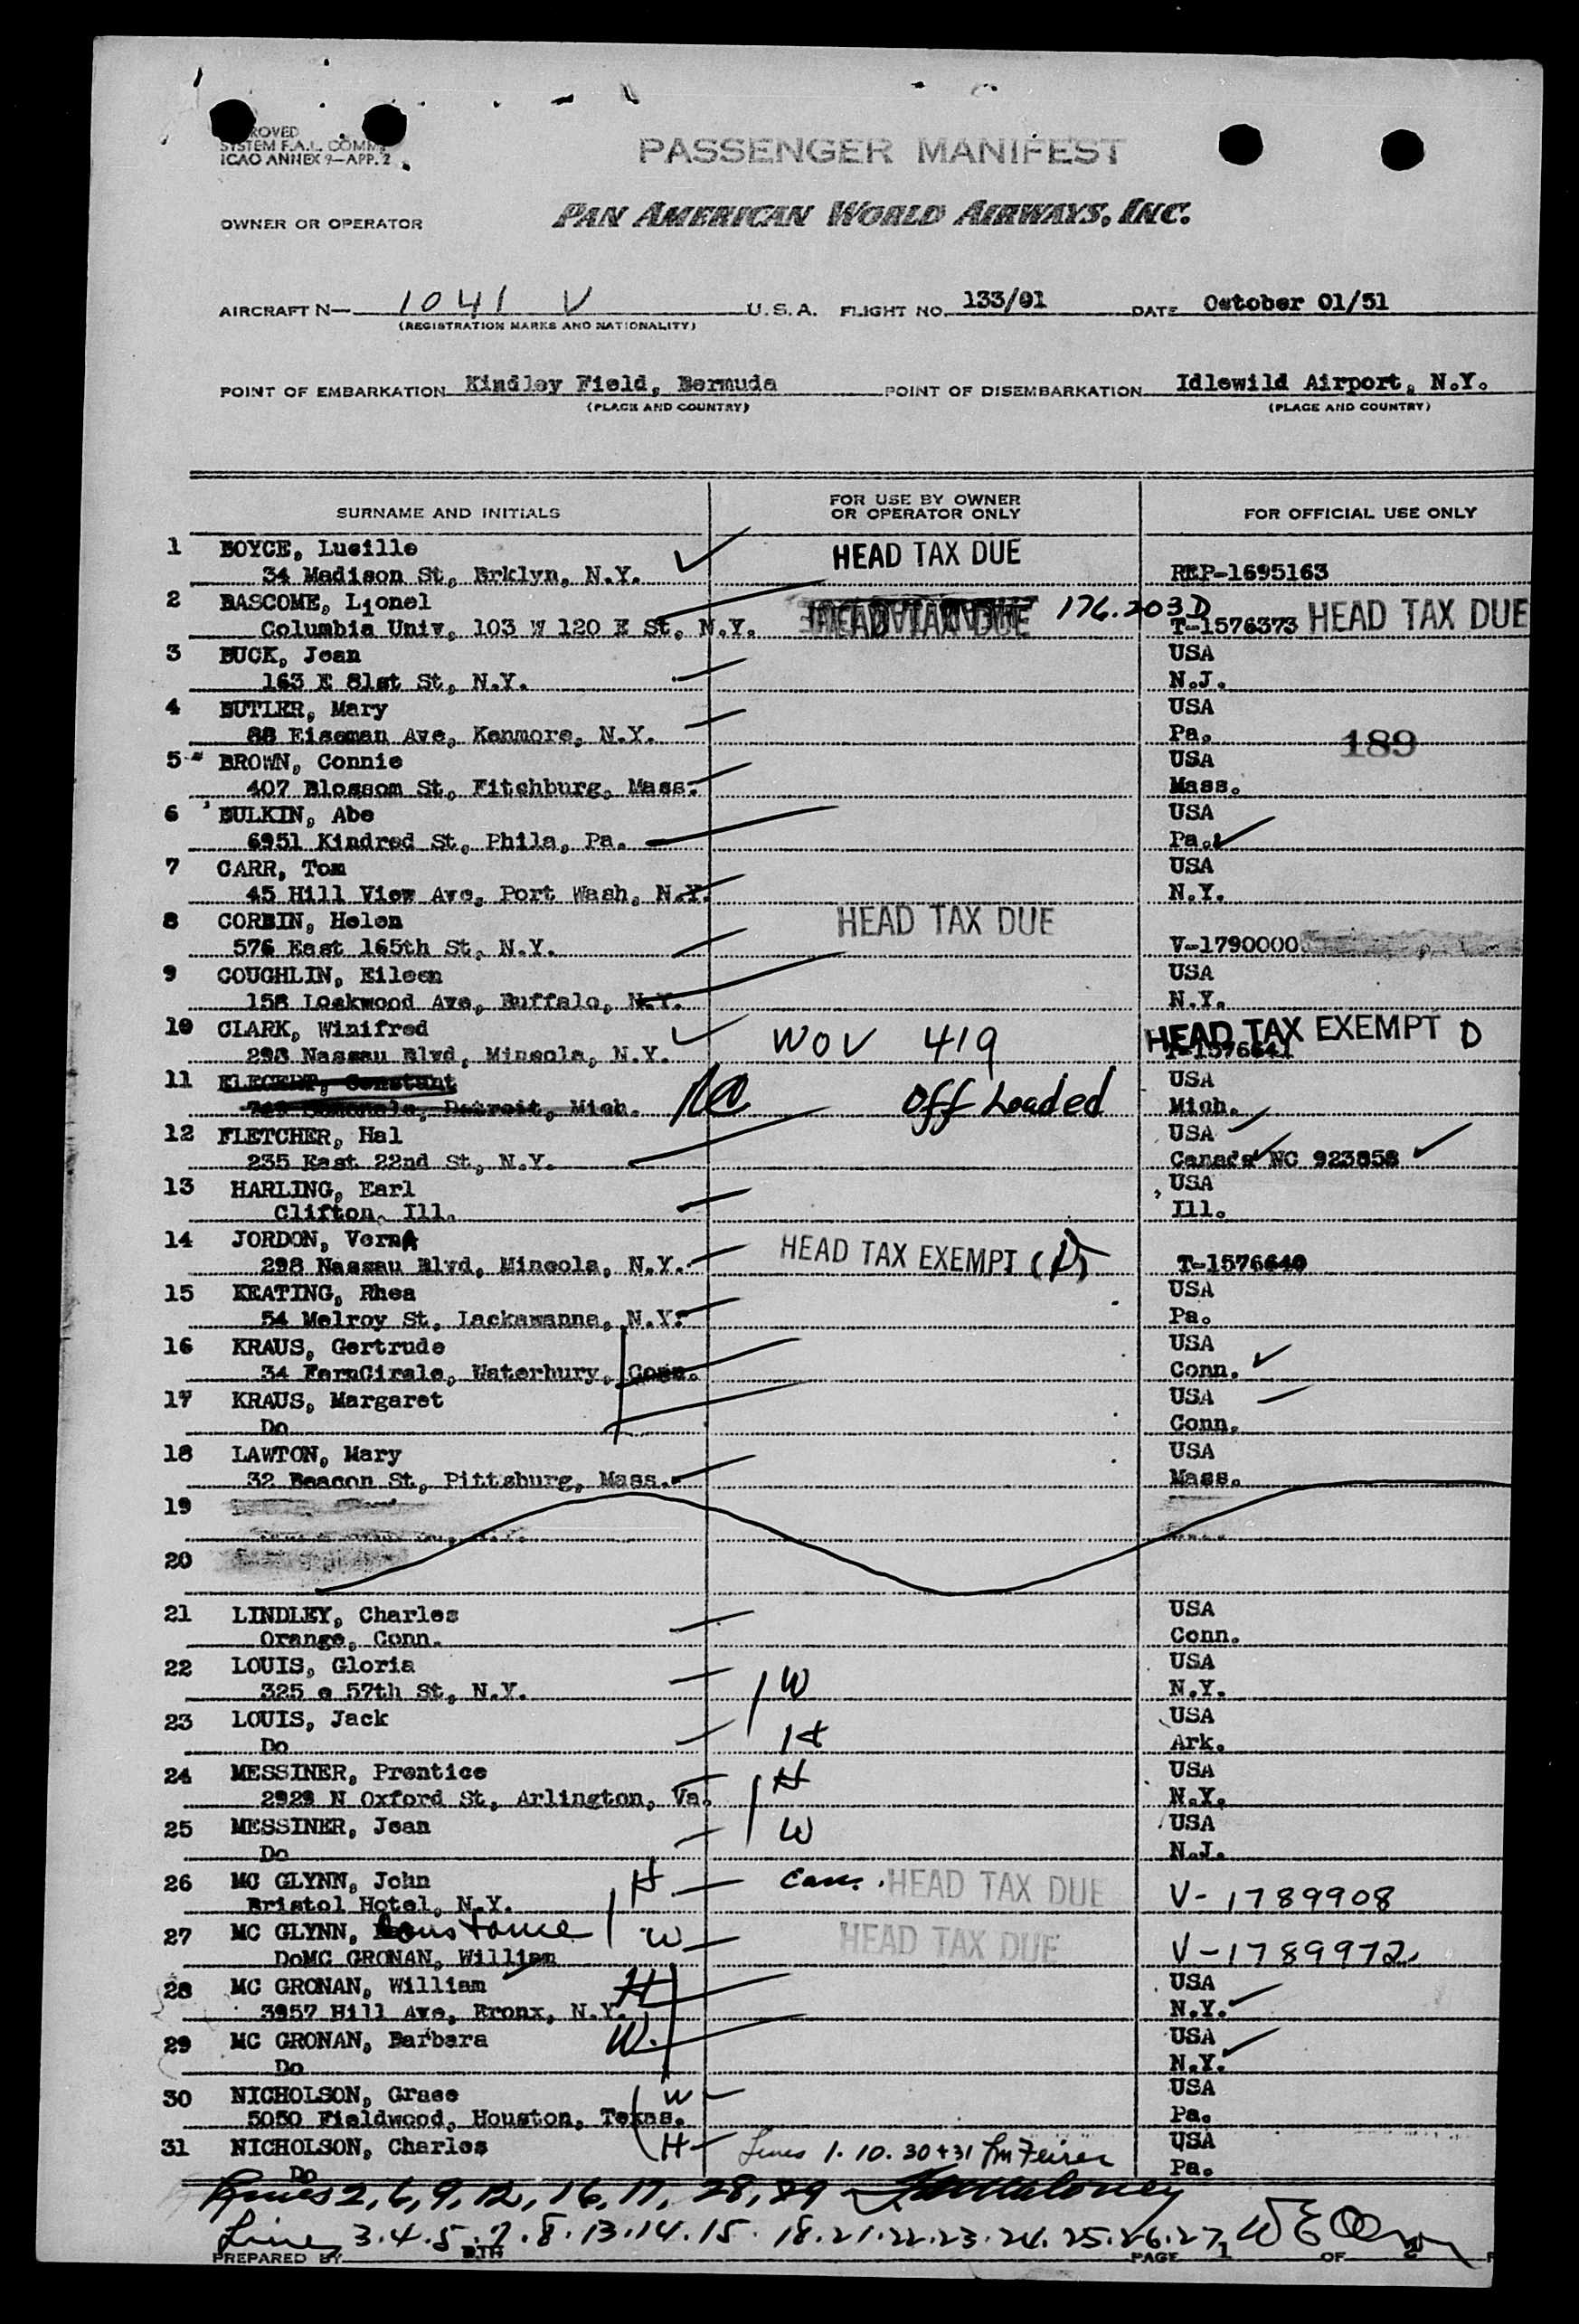 ROVED
SYSTEM F.A.L. COMM.
ICAO ANNEX 9—APP. 2
PASSENGER MANIFEST
OWNER OR OPERATOR PAN AMERICAN WORLD AIRWAYS, INC.
AIRCRAFT N— 1041 V U.S.A. FLIGHT NO. 133/01 DATE October 01/51
(REGISTRATION MARKS AND NATIONALITY)
POINT OF EMBARKATION Kindley Field, Bermuda POINT OF DISEMBARKATION Idlewild Airport, N.Y.
(PLACE AND COUNTRY) (PLACE AND COUNTRY)
SURNAME AND INITIALS FOR USE BY OWNER OR OPERATOR ONLY FOR OFFICIAL USE ONLY
1 BOYCE, Lucille HEAD TAX DUE
34 Madison St, Brklyn, N.Y. REP-1695163
2 BASCOME, Lionel HEAD TAX DUE 176.203 D
Columbia Univ, 103 W 120 E St, N.Y. T-1576373 HEAD TAX DUE
3 BUCK, Jean USA
163 E 81st St, N.Y. N.J.
4 BUTLER, Mary USA
88 Eiseman Ave, Kenmore, N.Y. Pa. 189
5 BROWN, Connie USA
407 Blossom St, Fitchburg, Mass. Mass.
6 BULKIN, Abe USA
6951 Kindred St, Phila, Pa. Pa.
7 CARR, Tom USA
45 Hill View Ave, Port Wash, N.Y. N.Y.
8 CORBIN, Helen HEAD TAX DUE
576 East 165th St, N.Y. V-1790000
9 COUGHLIN, Eileen USA
158 Lockwood Ave, Buffalo, N.Y. N.Y.
10 CLARK, Winifred WOV 419 HEAD TAX EXEMPT D
298 Nassau Blvd, Mineola, N.Y. T-1576641
11 Constant USA
Detroit, Mich. Off Loaded Mich.
12 FLETCHER, Hal USA
235 East 22nd St, N.Y. Canada NC 923858
13 HARLING, Earl USA
Clifton, Ill. Ill.
14 JORDON, Verna HEAD TAX EXEMPT (D)
298 Nassau Blvd, Mineola, N.Y. T-1576640
15 KEATING, Rhea USA
54 Melroy St, Lackawanna, N.Y. Pa.
16 KRAUS, Gertrude USA
34 FernCirale, Waterbury, Conn. Conn.
17 KRAUS, Margaret USA
Do Conn.
18 LAWTON, Mary USA
32 Beacon St, Pittsburg, Mass. Mass.
19
20
21 LINDLEY, Charles USA
Orange, Conn. Conn.
22 LOUIS, Gloria W USA
325 e 57th St, N.Y. N.Y.
23 LOUIS, Jack USA
Do H Ark.
24 MESSINER, Prentice H USA
2929 N Oxford St, Arlington, Va. N.Y.
25 MESSINER, Jean W USA
Do N.J.
26 MC GLYNN, John H Can. HEAD TAX DUE V-1789908
Bristol Hotel, N.Y.
27 MC GLYNN, Constance W HEAD TAX DUE V-1789972
DoMC GRONAN, William
28 MC GRONAN, William H USA
3957 Hill Ave, Bronx, N.Y. N.Y.
29 MC GRONAN, Barbara W. USA
Do N.Y.
30 NICHOLSON, Grace W USA
5050 Fieldwood, Houston, Texas. Pa.
31 NICHOLSON, Charles H Lines 1. 10. 30+31 USA
Do Pa.
Lines 2, 6, 9, 12, 16, 17, 28, 29
Line 3. 4. 5. 7. 8. 13. 14. 15. 18. 21. 22. 23. 24. 25. 26. 27,
PREPARED BY PAGE 1 OF 2